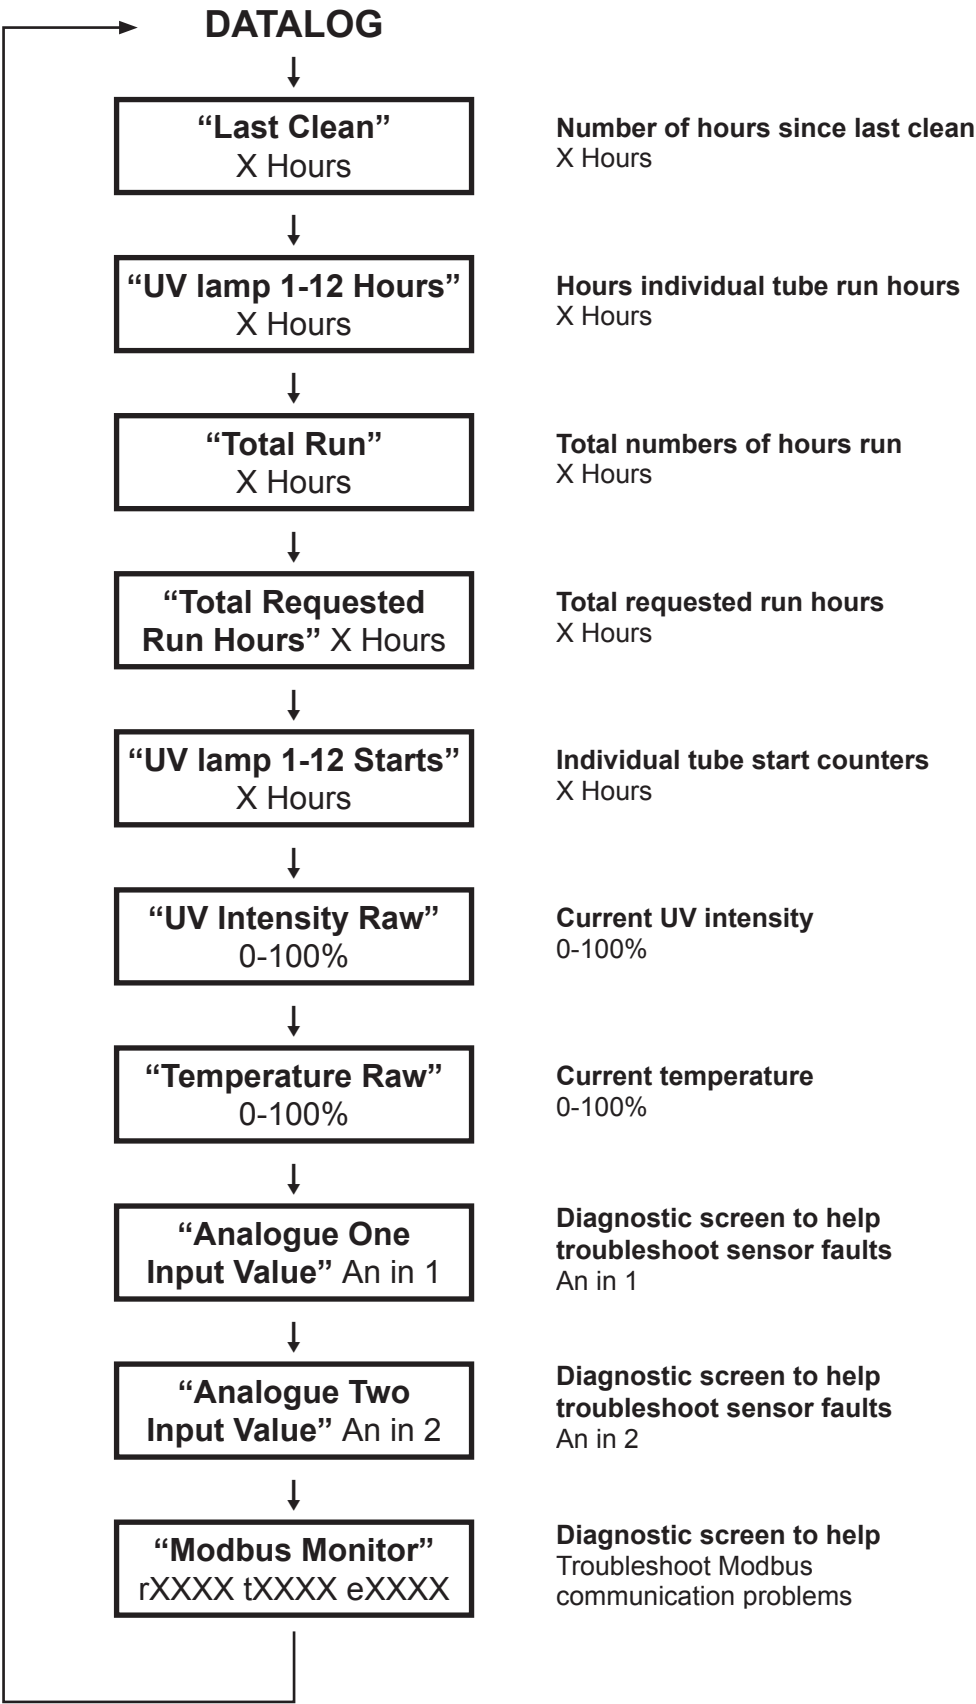 DATALOG
“Last Clean”
X Hours
Number of hours since last clean
X Hours
“UV lamp 1-12 Hours”
X Hours
Hours individual tube run hours
X Hours
“Total Run”
X Hours
Total numbers of hours run
X Hours
“Total Requested
Run Hours” X Hours
Total requested run hours
X Hours
“UV lamp 1-12 Starts”
X Hours
Individual tube start counters
X Hours
“UV Intensity Raw”
0-100%
Current UV intensity
0-100%
“Temperature Raw”
0-100%
Current temperature
0-100%
“Analogue One
Input Value” An in 1
Diagnostic screen to help
troubleshoot sensor faults
An in 1
“Analogue Two
Input Value” An in 2
Diagnostic screen to help
troubleshoot sensor faults
An in 2
“Modbus Monitor”
rXXXX tXXXX eXXXX
Diagnostic screen to help
Troubleshoot Modbus
communication problems